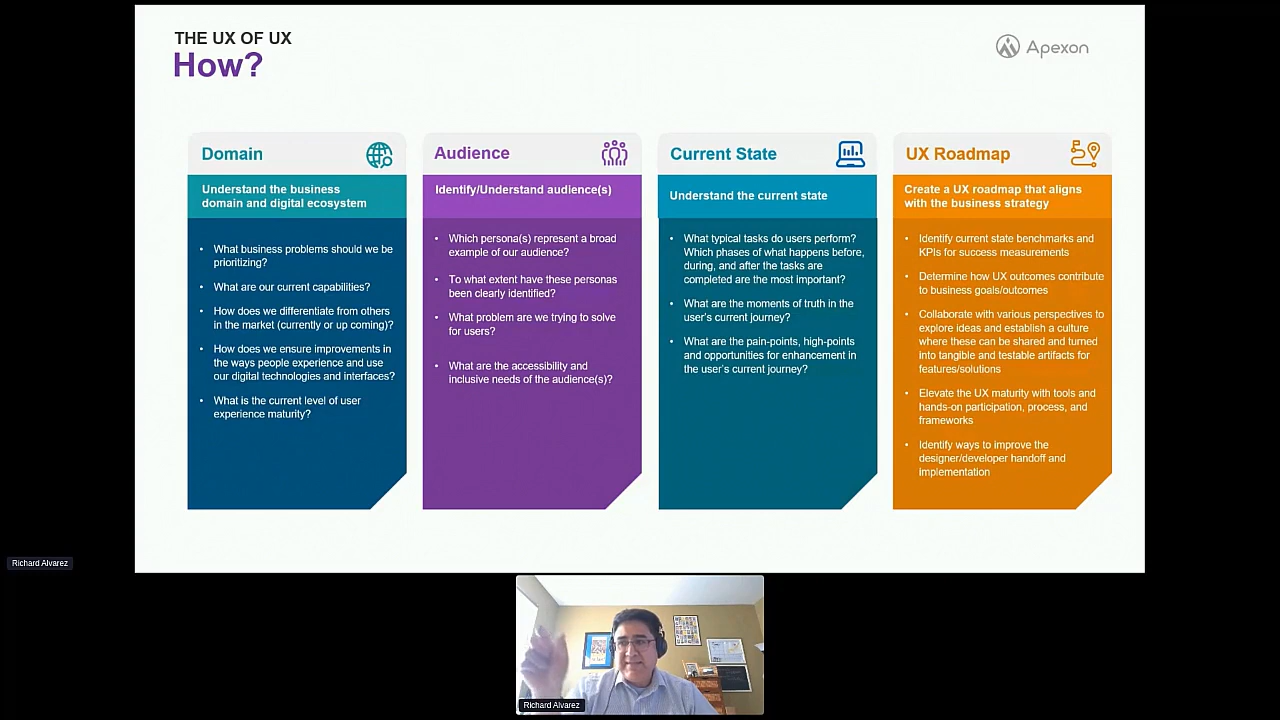 THE UX OF UX
How?
Apexon
Domain
Understand the business
domain and digital ecosystem
• What business problems should we be
prioritizing?
• What are our current capabilities?
• How does we differentiate from others
in the market (currently or up coming)?
• How does we ensure improvements in
the ways people experience and use
our digital technologies and interfaces?
• What is the current level of user
experience maturity?
Audience
Identify/Understand audience(s)
• Which persona(s) represent a broad
example of our audience?
• To what extent have these personas
been clearly identified?
• What problem are we trying to solve
for users?
• What are the accessibility and
inclusive needs of the audience(s)?
Current State
Understand the current state
• What typical tasks do users perform?
Which phases of what happens before,
during, and after the tasks are
completed are the most important?
• What are the moments of truth in the
user's current journey?
• What are the pain-points, high-points
and opportunities for enhancement in
the user's current journey?
UX Roadmap
Create a UX roadmap that aligns
with the business strategy
• Identify current state benchmarks and
KPIs for success measurements
• Determine how UX outcomes contribute
to business goals/outcomes
• Collaborate with various perspectives to
explore ideas and establish a culture
where these can be shared and turned
into tangible and testable artifacts for
features/solutions
• Elevate the UX maturity with tools and
hands-on participation, process, and
frameworks
• Identify ways to improve the
designer/developer handoff and
implementation
Richard Alvarez
Richard Alvarez